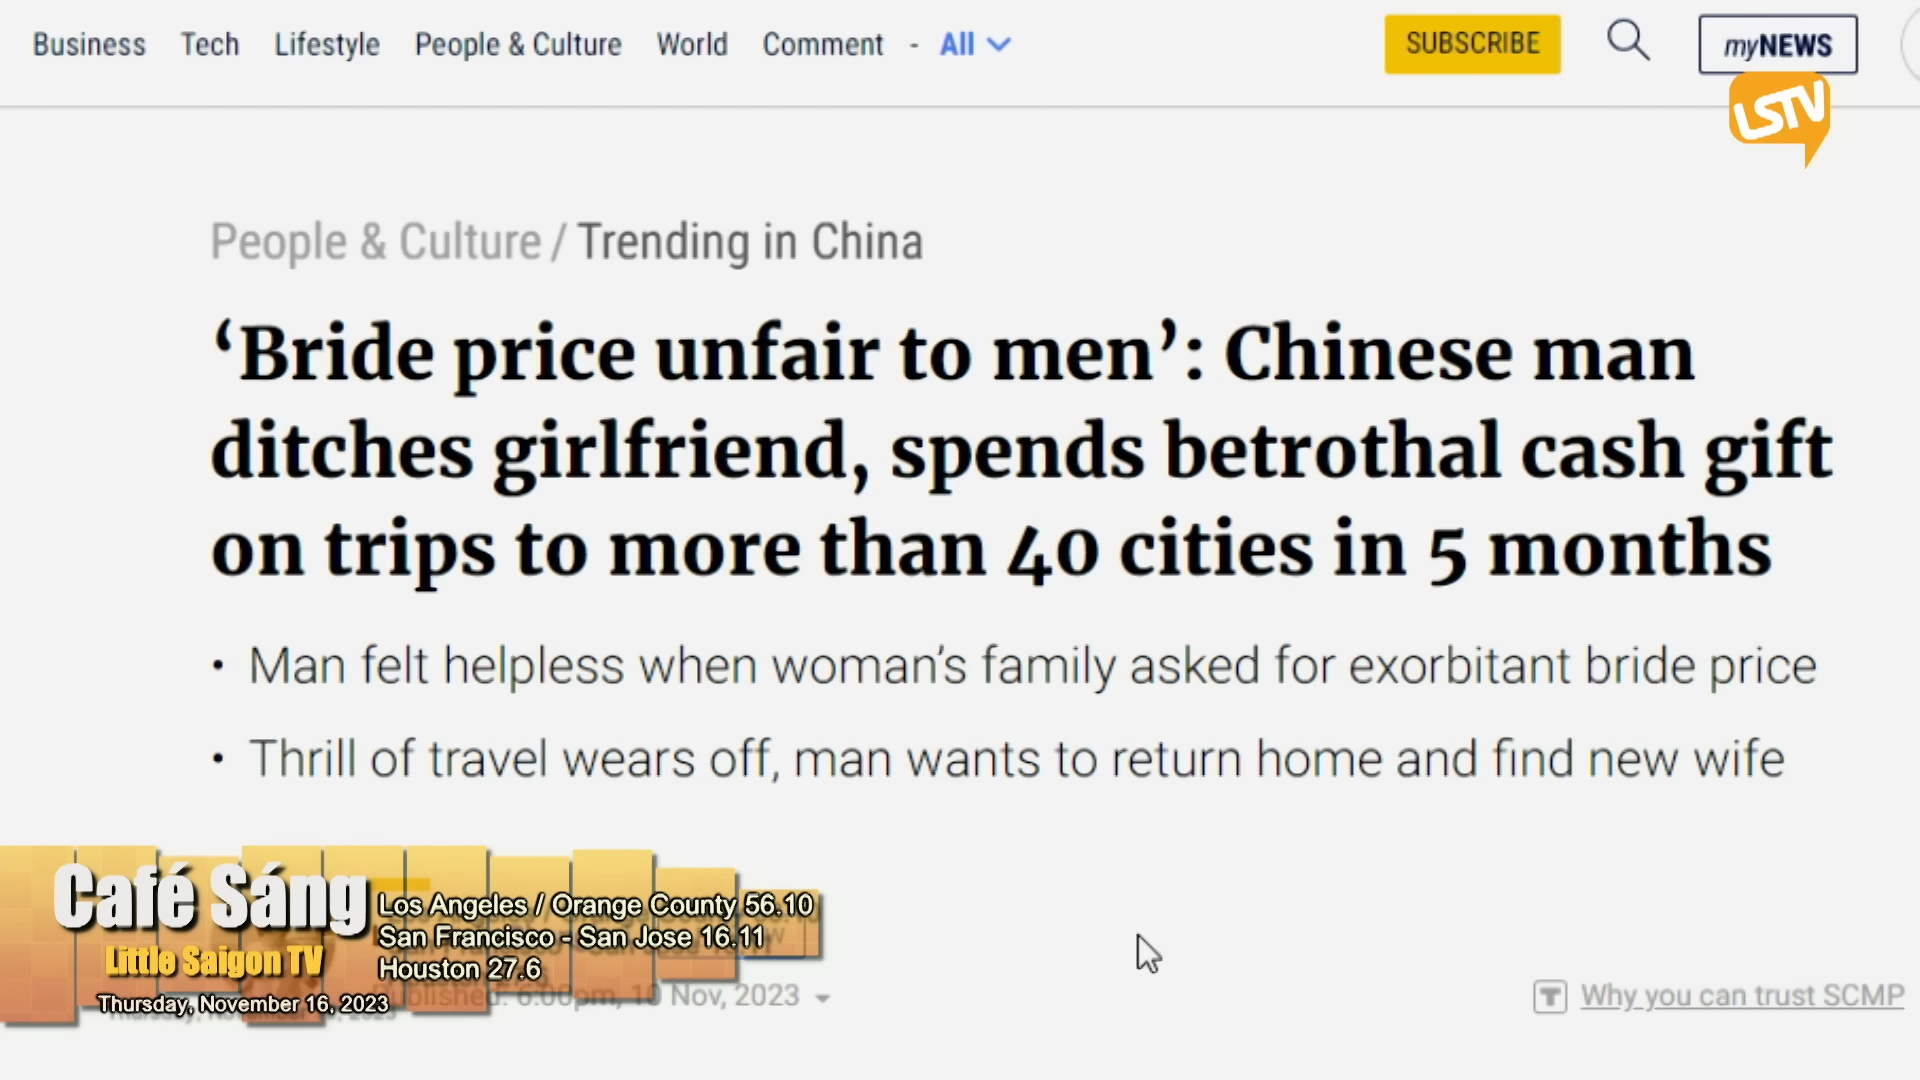 Business Tech Lifestyle People & Culture World Comment - All SUBSCRIBE myNEWS
LSTV
People & Culture / Trending in China
‘Bride price unfair to men’: Chinese man
ditches girlfriend, spends betrothal cash gift
on trips to more than 40 cities in 5 months
• Man felt helpless when woman’s family asked for exorbitant bride price
• Thrill of travel wears off, man wants to return home and find new wife
Café Sáng
Little Saigon TV
Thursday, November 16, 2023
Los Angeles / Orange County 56.10
San Francisco - San Jose 16.11
Houston 27.6
Published: 6:00pm, 10 Nov, 2023
Why you can trust SCMP